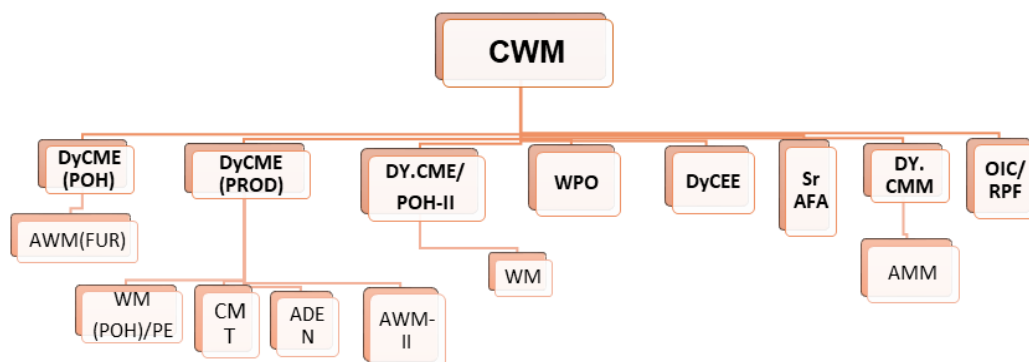 CWM
DyCME
(POH)
DyCME
(PROD)
DY.CME/
POH-II
WPO
DyCEE
Sr
AFA
DY.
CMM
OIC/
RPF
AWM(FUR)
WM
AMM
WM
(POH)/PE
CM
T
ADE
N
AWM-
II